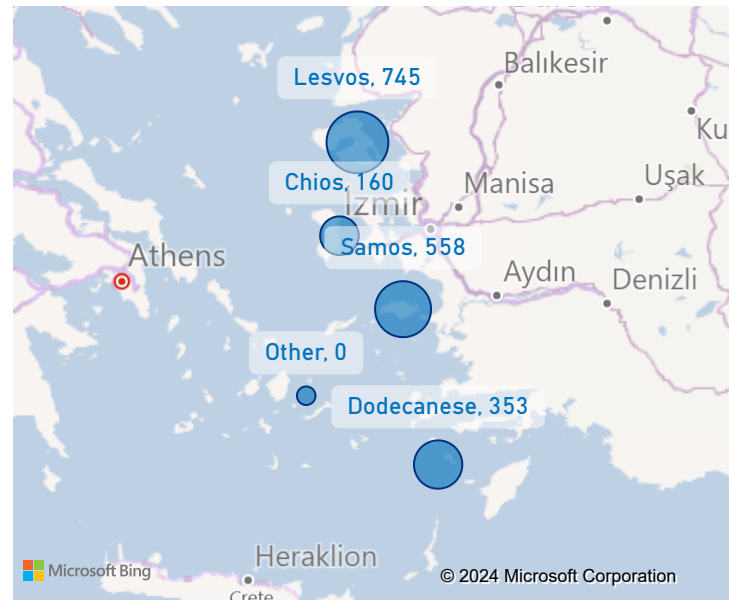 Balıkesir
Lesvos, 745
Ku
Chios, 160
Uşak
Manisa
İzmir
Samos, 558
Athens
Aydın
Denizli
Other, 0
Dodecanese, 353
Heraklion
Microsoft Bing
© 2024 Microsoft Corporation
Crete